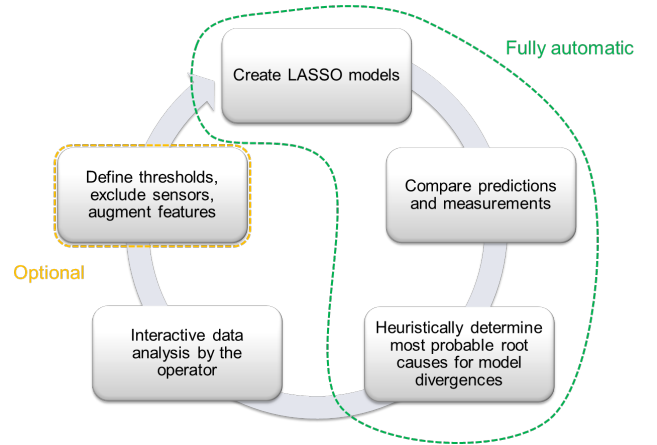 Create LASSO models
Fully automatic
Compare predictions
and measurements
Heuristically determine
most probable root
causes for model
divergences
Interactive data
analysis by the
operator
Define thresholds,
exclude sensors,
augment features
Optional